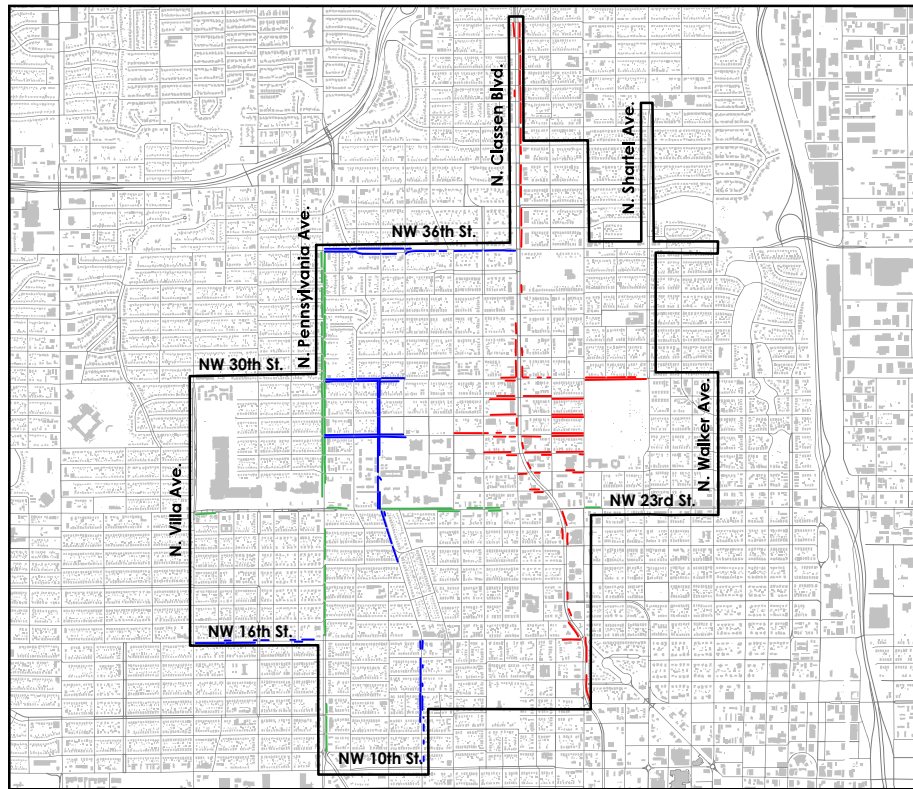 N. Classen Blvd.
N. Shartel Ave.
NW 36th St.
N. Pennsylvania Ave.
NW 30th St.
N. Walker Ave.
N. Villa Ave.
NW 23rd St.
NW 16th St.
NW 10th St.